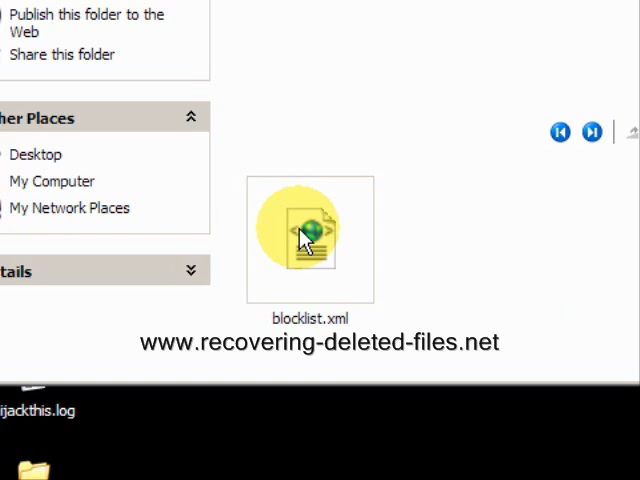 Publish this folder to the
Web
Share this folder
her Places
Desktop
My Computer
My Network Places
tails
blocklist.xml
www.recovering-deleted-files.net
ijackthis.log